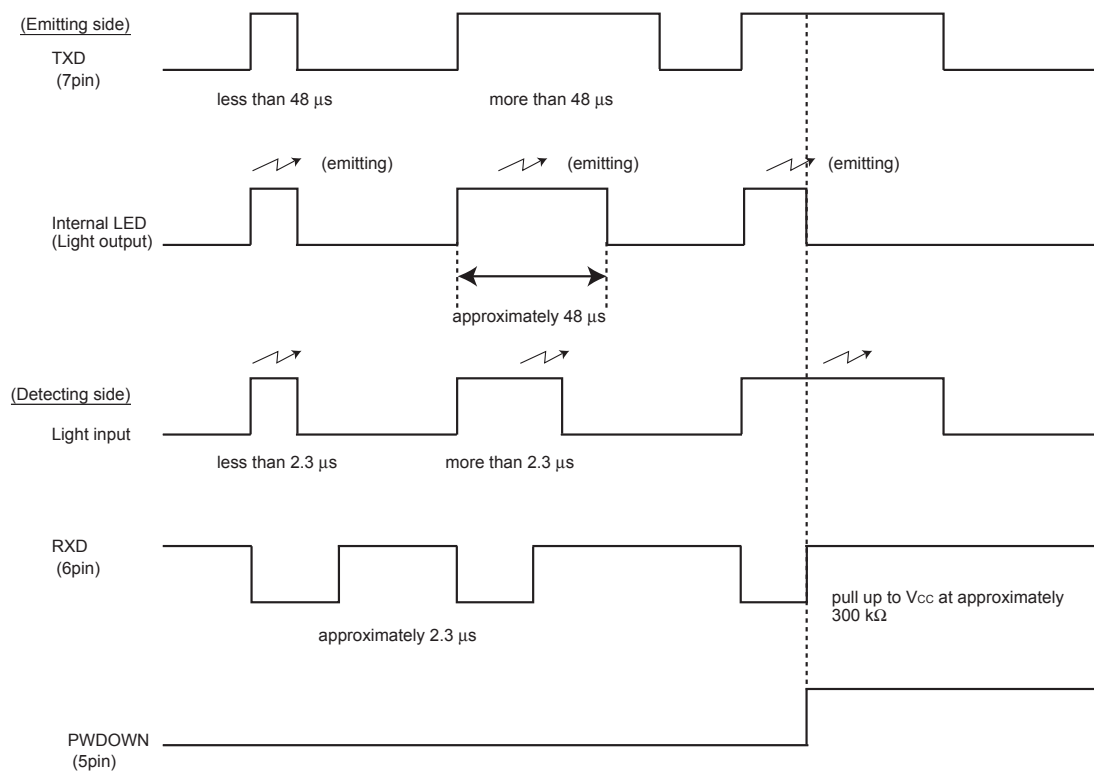 (Emitting side)
TXD
(7pin)
less than 48 μs
more than 48 μs
(emitting)
(emitting)
(emitting)
Internal LED
(Light output)
approximately 48 μs
(Detecting side)
Light input
less than 2.3 μs
more than 2.3 μs
RXD
(6pin)
approximately 2.3 μs
pull up to VCC at approximately
300 kΩ
PWDOWN
(5pin)